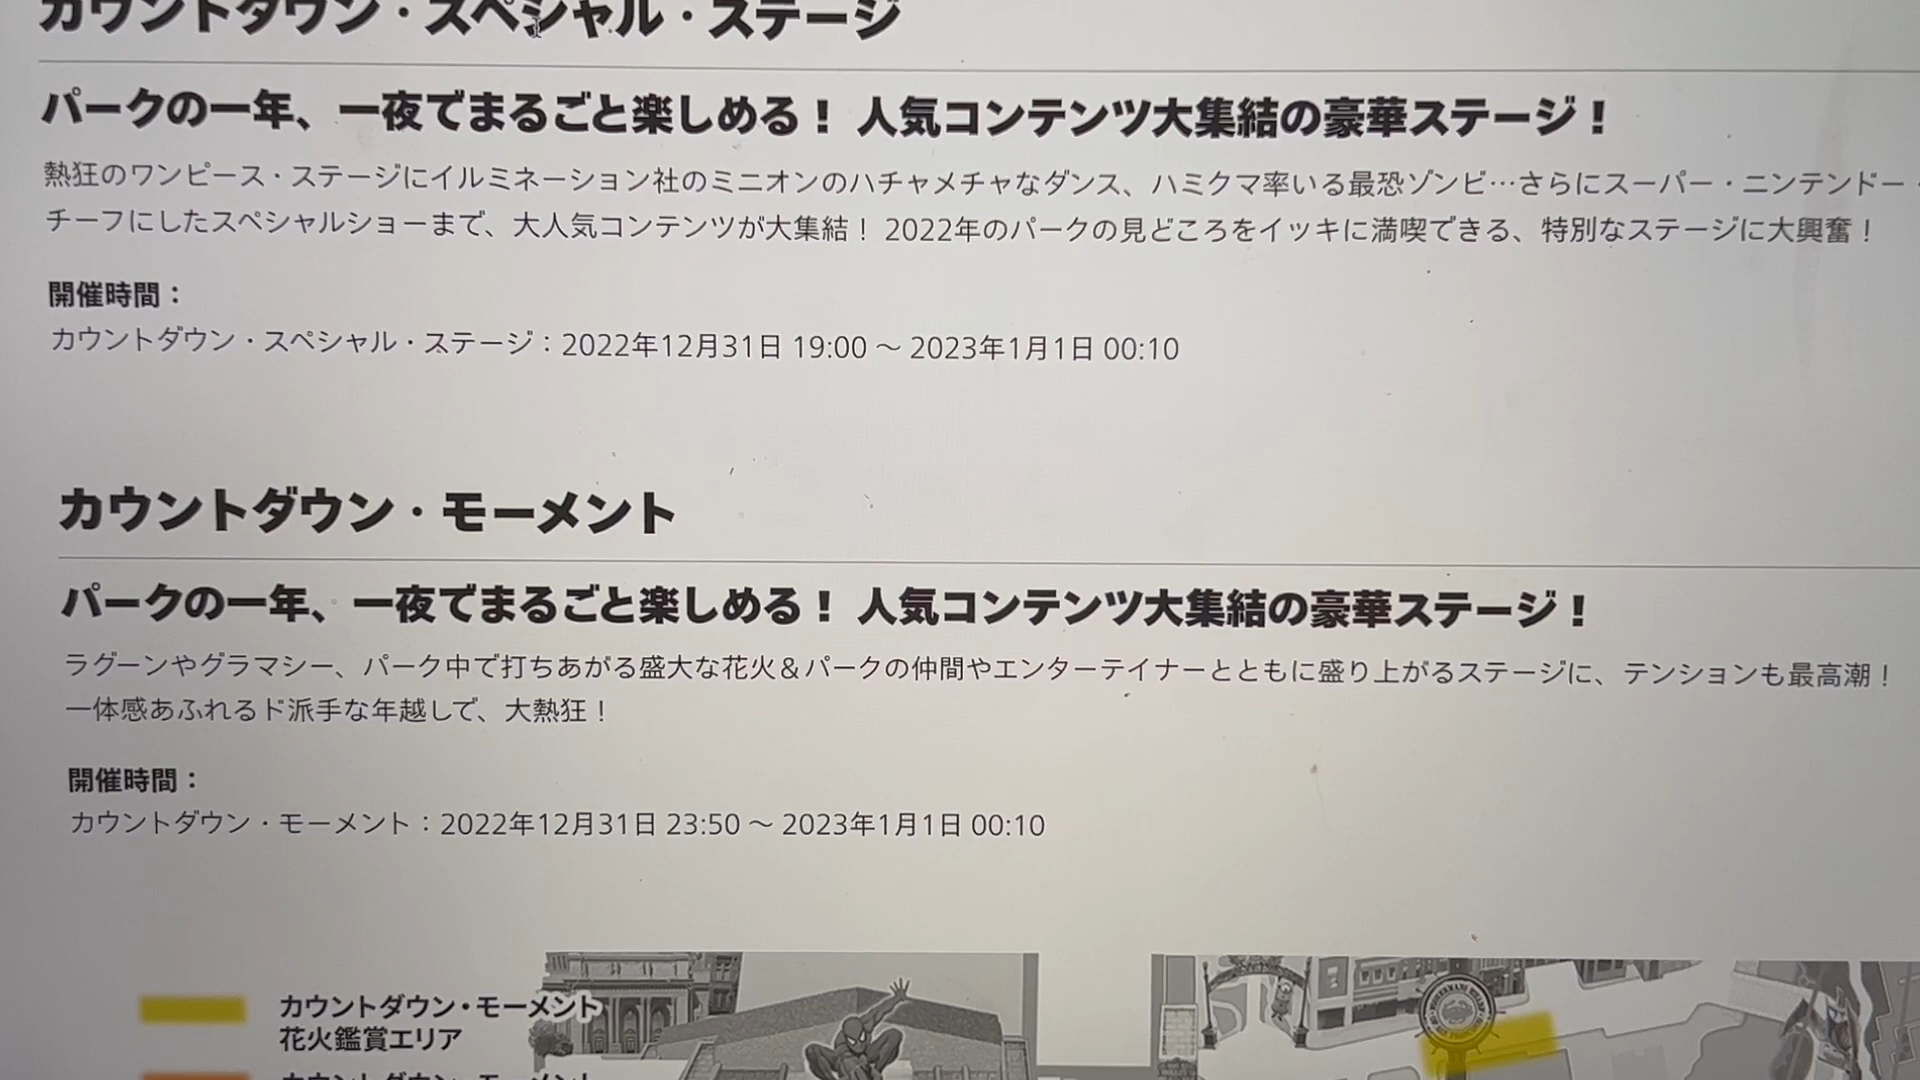 カウントダウン・スペシャル・ステージ
パークの一年、一夜でまるごと楽しめる！ 人気コンテンツ大集結の豪華ステージ！
熱狂のワンピース・ステージにイルミネーション社のミニオンのハチャメチャなダンス、ハミクマ率いる最恐ゾンビ…さらにスーパー・ニンテンドー・
チーフにしたスペシャルショーまで、大人気コンテンツが大集結！ 2022年のパークの見どころをイッキに満喫できる、特別なステージに大興奮！
開催時間：
カウントダウン・スペシャル・ステージ：2022年12月31日 19:00 ～ 2023年1月1日 00:10
カウントダウン・モーメント
パークの一年、一夜でまるごと楽しめる！ 人気コンテンツ大集結の豪華ステージ！
ラグーンやグラマシー、パーク中で打ちあがる盛大な花火＆パークの仲間やエンターテイナーとともに盛り上がるステージに、テンションも最高潮！
一体感あふれるド派手な年越しで、大熱狂！
開催時間：
カウントダウン・モーメント：2022年12月31日 23:50 ～ 2023年1月1日 00:10
カウントダウン・モーメント
花火鑑賞エリア